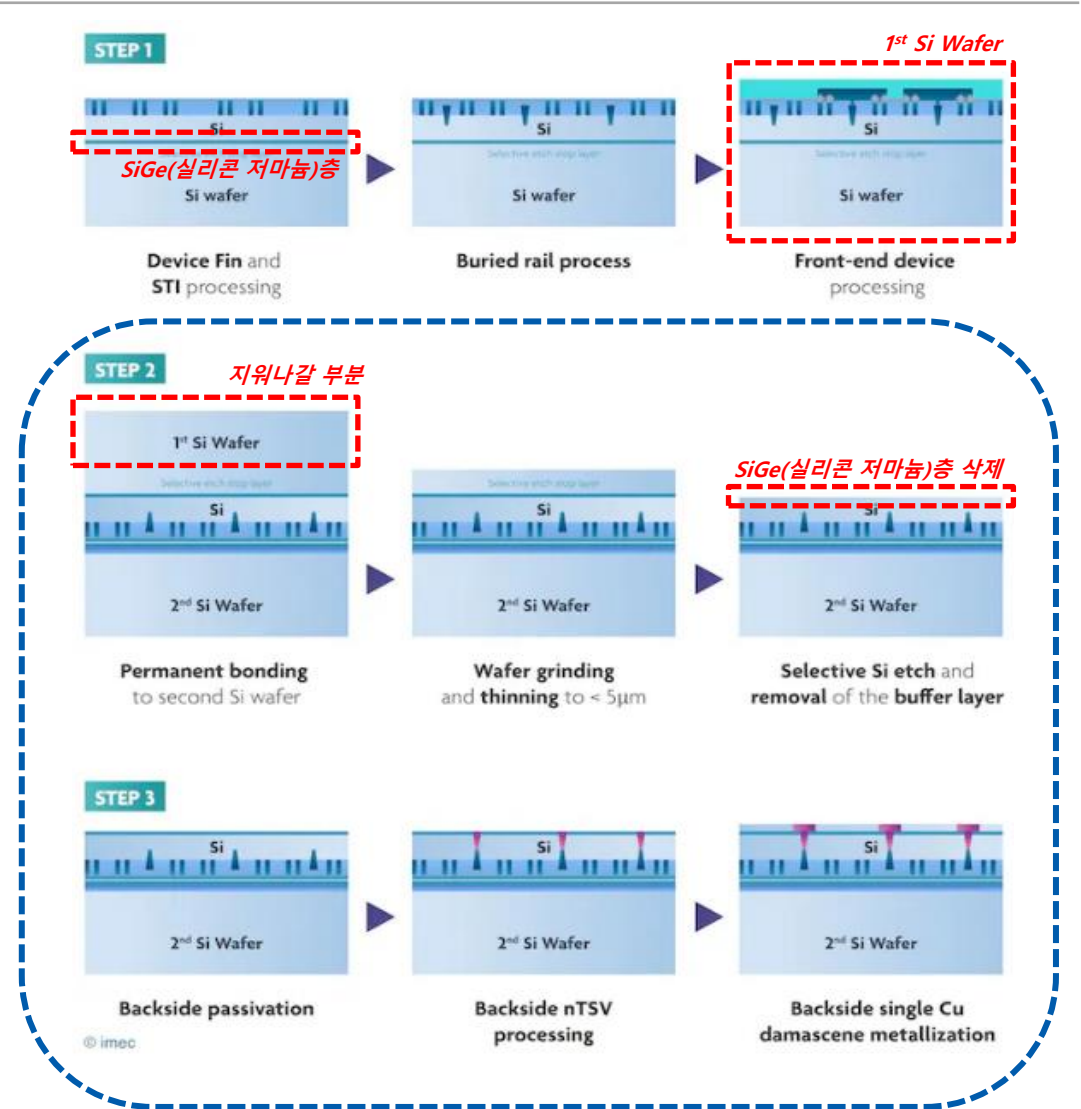 STEP 1
1st Si Wafer
Si
Si
Si
SiGe(실리콘 저마늄)층
Selective etch stop layer
Selective etch stop layer
Si wafer
Si wafer
Si wafer
Device Fin and
STI processing
Buried rail process
Front-end device
processing
STEP 2
지워나갈 부분
1st Si Wafer
SiGe(실리콘 저마늄)층 삭제
Selective etch stop layer
Selective etch stop layer
Si
Si
Si
2nd Si Wafer
2nd Si Wafer
2nd Si Wafer
Permanent bonding
to second Si wafer
Wafer grinding
and thinning to < 5µm
Selective Si etch and
removal of the buffer layer
STEP 3
Si
Si
Si
2nd Si Wafer
2nd Si Wafer
2nd Si Wafer
Backside passivation
Backside nTSV
processing
Backside single Cu
damascene metallization
© imec